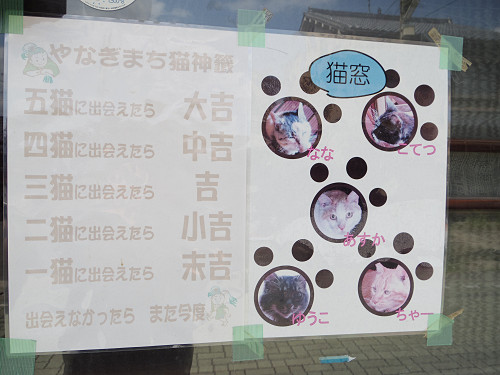 やなぎまち猫神籤
五猫に出会えたら 大吉
四猫に出会えたら 中吉
三猫に出会えたら 吉
二猫に出会えたら 小吉
一猫に出会えたら 末吉
出会えなかったら また今度
猫窓
なな
こてつ
あすか
ゆうこ
ちゃー